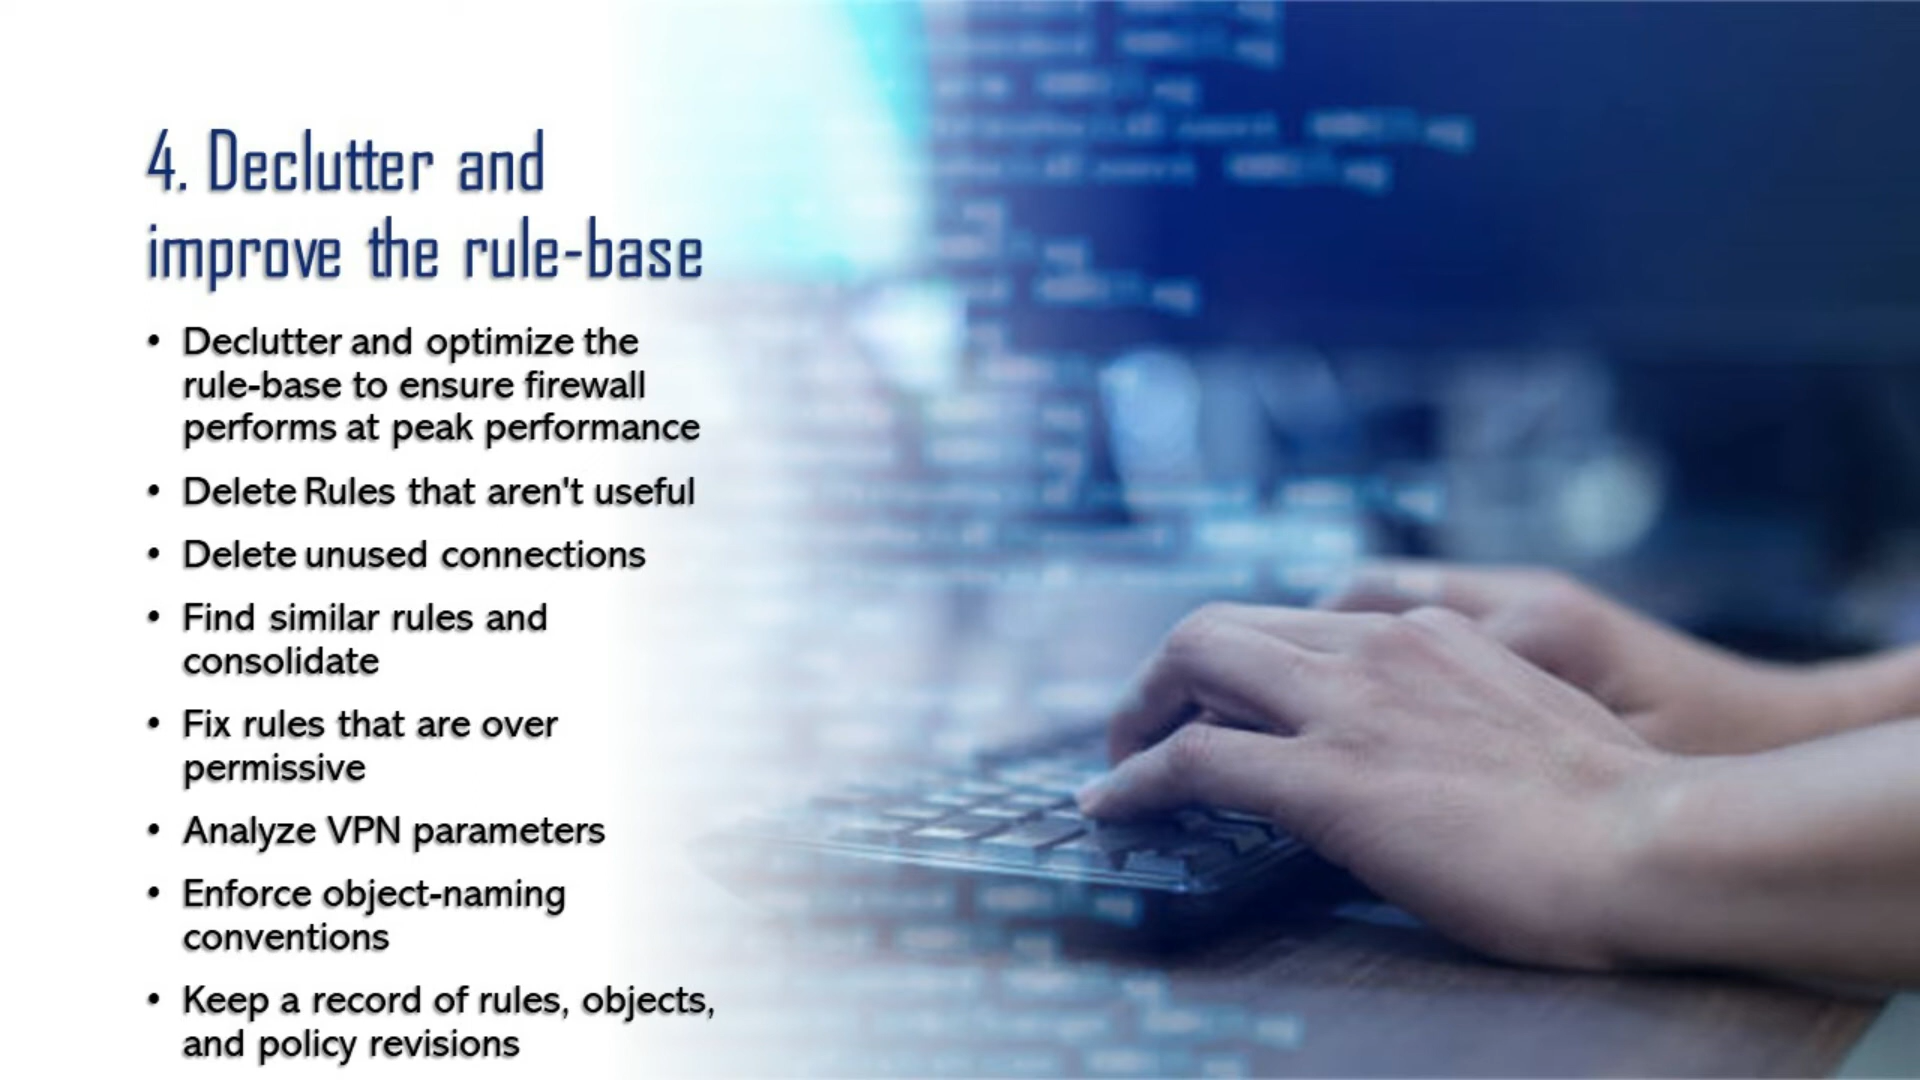 4. Declutter and
improve the rule-base
• Declutter and optimize the
rule-base to ensure firewall
performs at peak performance
• Delete Rules that aren't useful
• Delete unused connections
• Find similar rules and
consolidate
• Fix rules that are over
permissive
• Analyze VPN parameters
• Enforce object-naming
conventions
• Keep a record of rules, objects,
and policy revisions